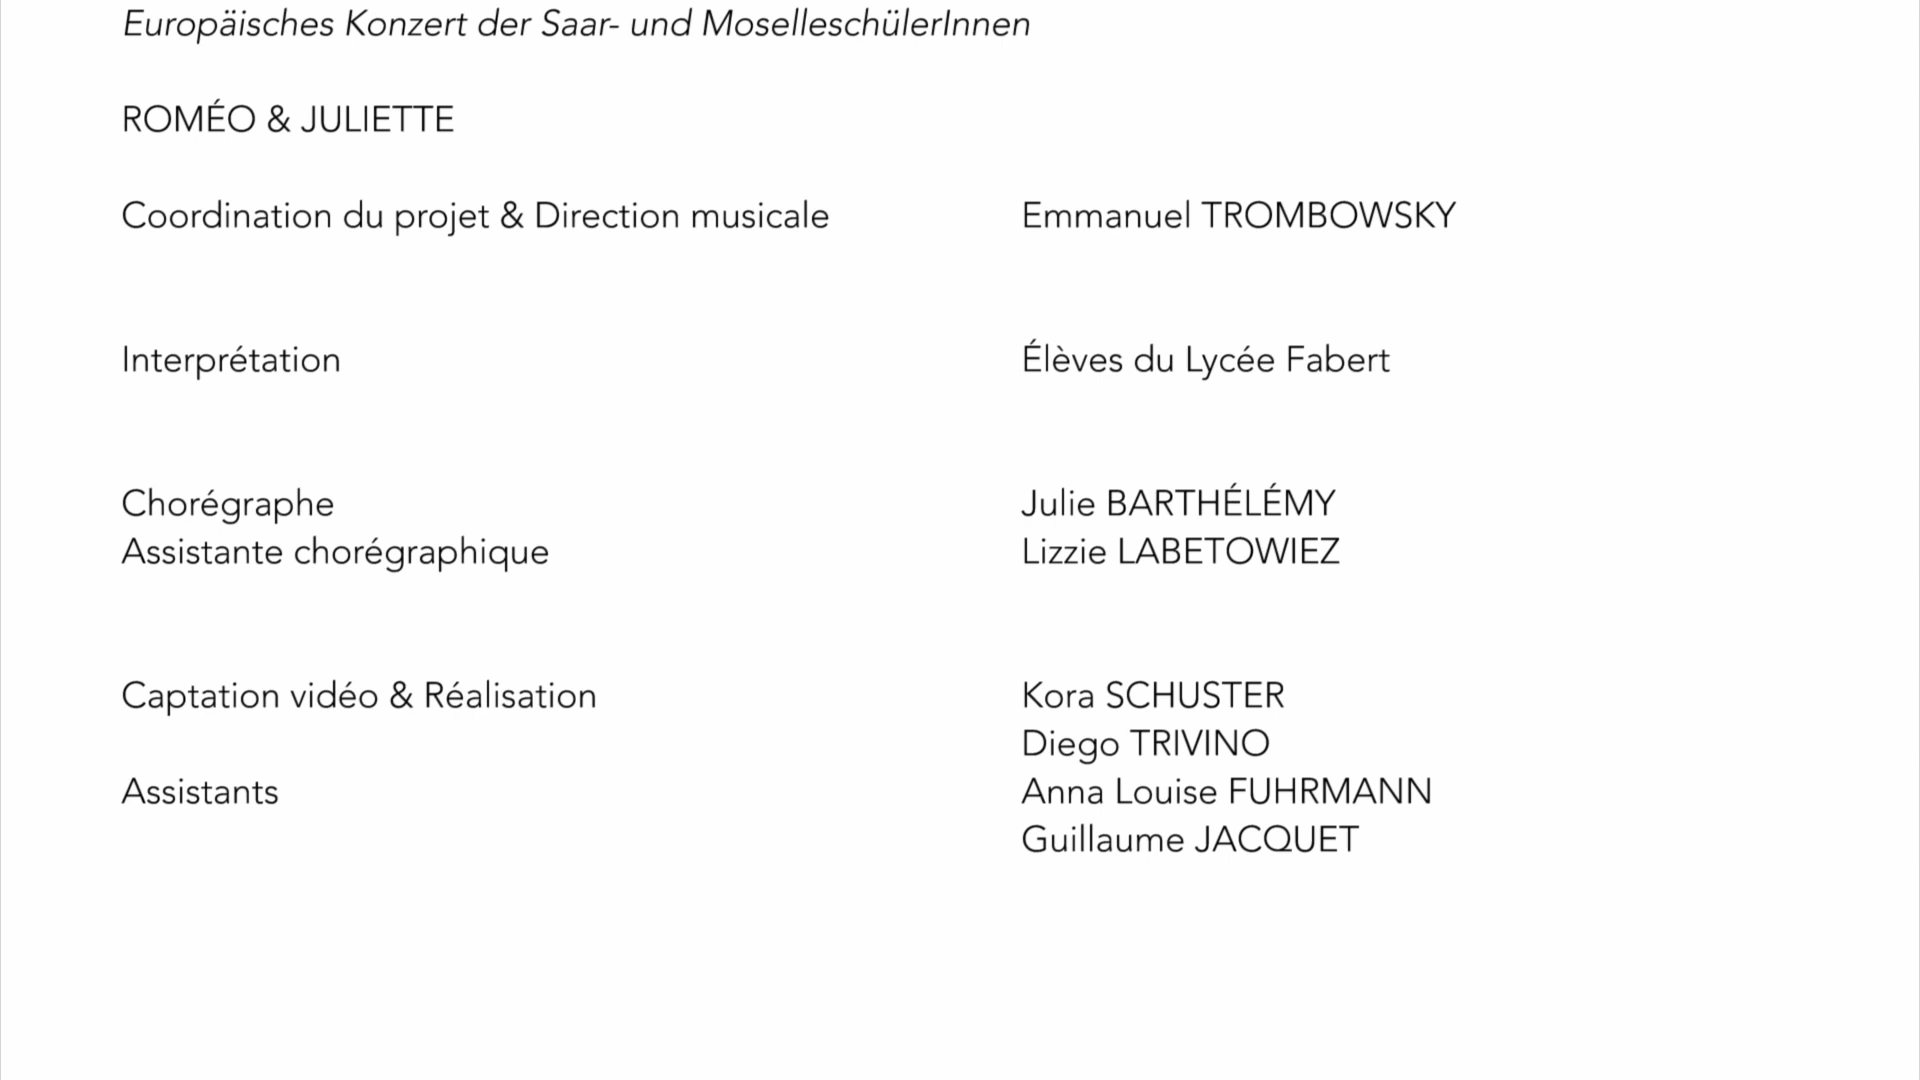 Europäisches Konzert der Saar- und MoselleschülerInnen
ROMÉO & JULIETTE
Coordination du projet & Direction musicale Emmanuel TROMBOWSKY
Interprétation Élèves du Lycée Fabert
Chorégraphe Julie BARTHÉLÉMY
Assistante chorégraphique Lizzie LABETOWIEZ
Captation vidéo & Réalisation Kora SCHUSTER
Diego TRIVINO
Assistants Anna Louise FUHRMANN
Guillaume JACQUET